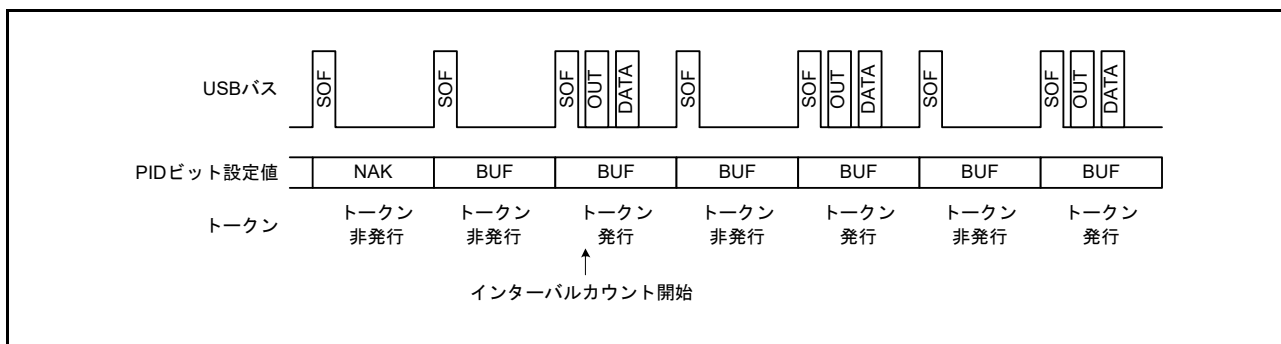 USBバス
SOF
SOF
SOF OUT DATA
SOF
SOF OUT DATA
SOF
SOF OUT DATA
PIDビット設定値 NAK BUF BUF BUF BUF BUF BUF
トークン
トークン
非発行
トークン
非発行
トークン
発行
トークン
非発行
トークン
発行
トークン
非発行
トークン
発行
インターバルカウント開始